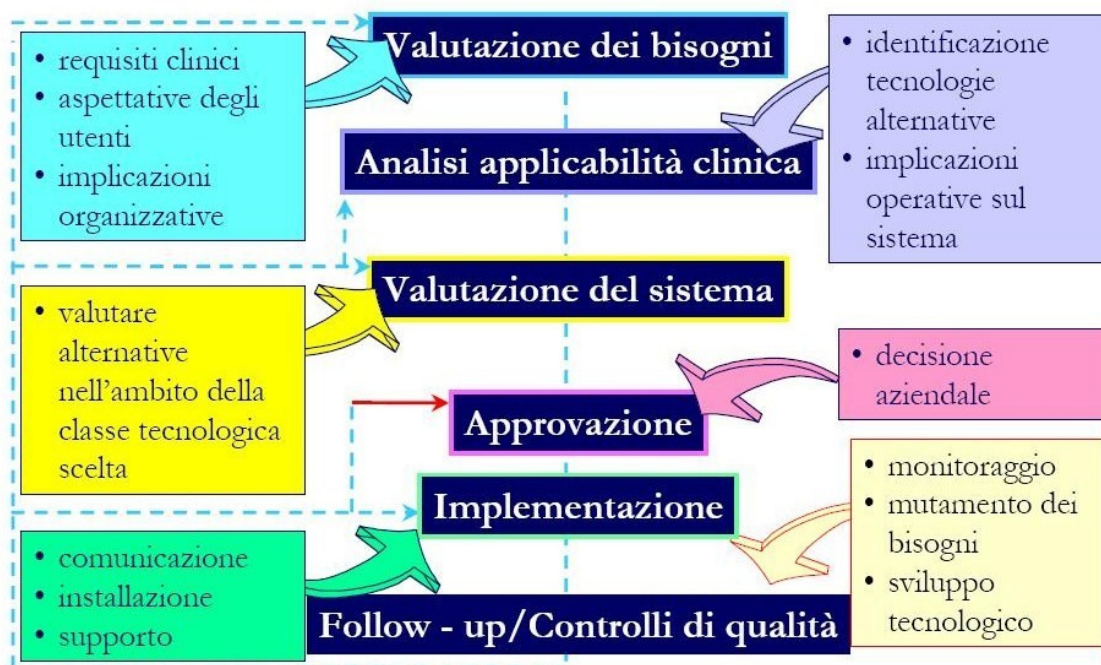 Valutazione dei bisogni
• requisiti clinici
• aspettative degli
utenti
• implicazioni
organizzative
• identificazione
tecnologie
alternative
• implicazioni
operative sul
sistema
Analisi applicabilità clinica
Valutazione del sistema
• valutare
alternative
nell'ambito della
classe tecnologica
scelta
• decisione
aziendale
Approvazione
Implementazione
• monitoraggio
• mutamento dei
bisogni
• sviluppo
tecnologico
• comunicazione
• installazione
• supporto
Follow - up/Controlli di qualità